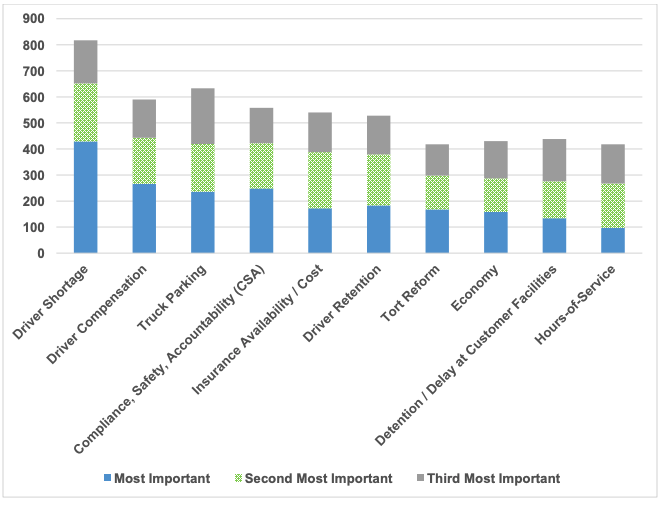 900
800
700
600
500
400
300
200
100
0
Driver Shortage
Driver Compensation
Truck Parking
Compliance, Safety, Accountability (CSA)
Insurance Availability / Cost
Driver Retention
Tort Reform
Economy
Detention / Delay at Customer Facilities
Hours-of-Service
Most Important Second Most Important Third Most Important